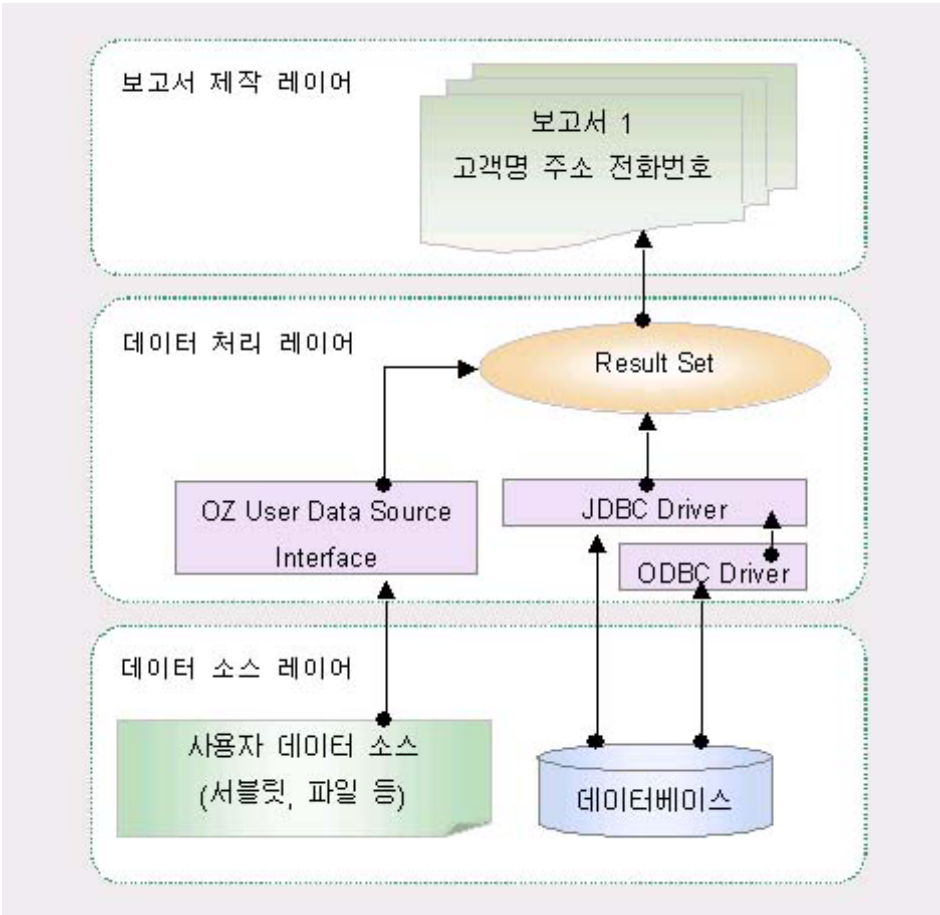 보고서 제작 레이어
보고서 1
고객명 주소 전화번호
데이터 처리 레이어
Result Set
OZ User Data Source
Interface
JDBC Driver
ODBC Driver
데이터 소스 레이어
사용자 데이터 소스
(서블릿, 파일 등)
데이터베이스